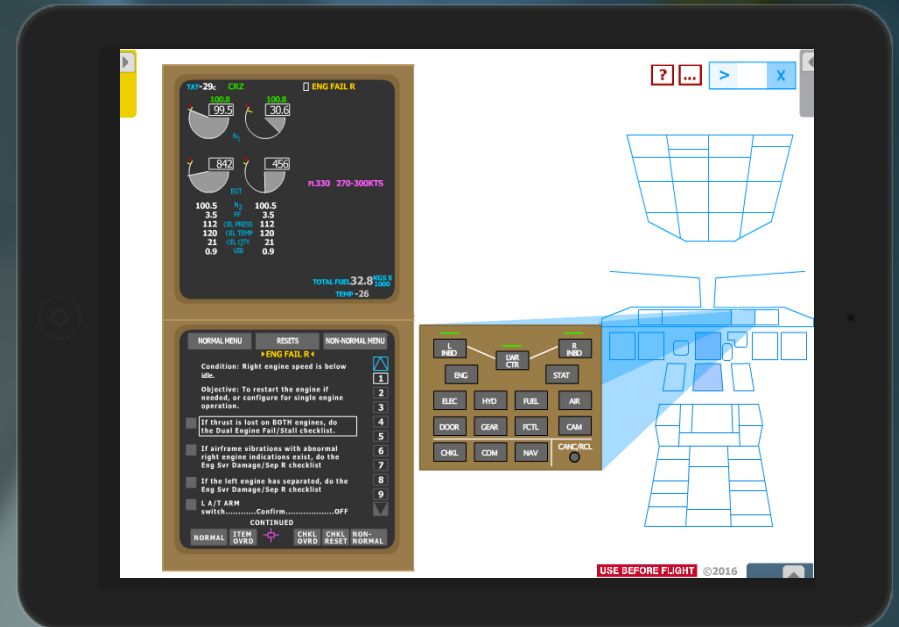 TAT-29c CRZ ENG FAIL R
100.8 100.8
99.5 30.6
N1
842 456
EGT
FL330 270-300KTS
100.5 N2 100.5
3.5 FF 3.5
112 OIL PRESS 112
120 OIL TEMP 120
21 OIL QTY 21
0.9 VIB 0.9
TOTAL FUEL 32.8 KGS X 1000
TEMP -26
NORMAL MENU RESETS NON-NORMAL MENU
ENG FAIL R
Condition: Right engine speed is below
idle.
Objective: To restart the engine if
needed, or configure for single engine
operation.
If thrust is lost on BOTH engines, do
the Dual Engine Fail/Stall checklist.
If airframe vibrations with abnormal
right engine indications exist, do the
Eng Svr Damage/Sep R checklist
If the left engine has separated, do the
Eng Svr Damage/Sep R checklist
L A/T ARM
switch............Confirm...................OFF
CONTINUED
1
2
3
4
5
6
7
8
9
NORMAL ITEM OVRD CHKL OVRD CHKL RESET NON-NORMAL
L INBD LWR CTR R INBD
ENG STAT
ELEC HYD FUEL AIR
DOOR GEAR FCTL CAM
CHKL COM NAV CANC/RCL
? ... > X
USE BEFORE FLIGHT ©2016